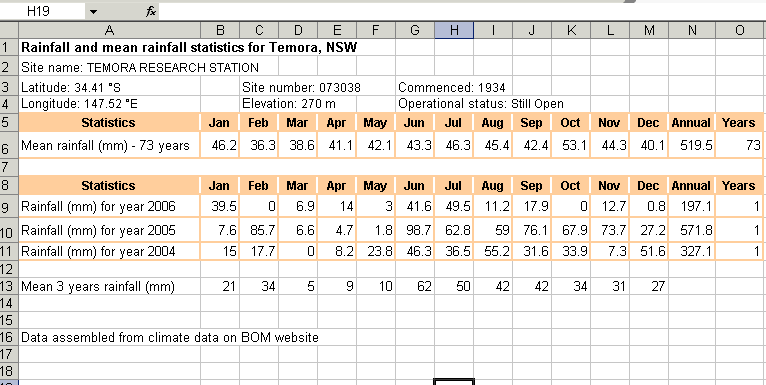 H19 fx
A B C D E F G H I J K L M N O
1 Rainfall and mean rainfall statistics for Temora, NSW
2 Site name: TEMORA RESEARCH STATION
3 Latitude: 34.41 °S Site number: 073038 Commenced: 1934
4 Longitude: 147.52 °E Elevation: 270 m Operational status: Still Open
5 Statistics Jan Feb Mar Apr May Jun Jul Aug Sep Oct Nov Dec Annual Years
6 Mean rainfall (mm) - 73 years 46.2 36.3 38.6 41.1 42.1 43.3 46.3 45.4 42.4 53.1 44.3 40.1 519.5 73
7
8 Statistics Jan Feb Mar Apr May Jun Jul Aug Sep Oct Nov Dec Annual Years
9 Rainfall (mm) for year 2006 39.5 0 6.9 14 3 41.6 49.5 11.2 17.9 0 12.7 0.8 197.1 1
10 Rainfall (mm) for year 2005 7.6 85.7 6.6 4.7 1.8 98.7 62.8 59 76.1 67.9 73.7 27.2 571.8 1
11 Rainfall (mm) for year 2004 15 17.7 0 8.2 23.8 46.3 36.5 55.2 31.6 33.9 7.3 51.6 327.1 1
12
13 Mean 3 years rainfall (mm) 21 34 5 9 10 62 50 42 42 34 31 27
14
15
16 Data assembled from climate data on BOM website
17
18